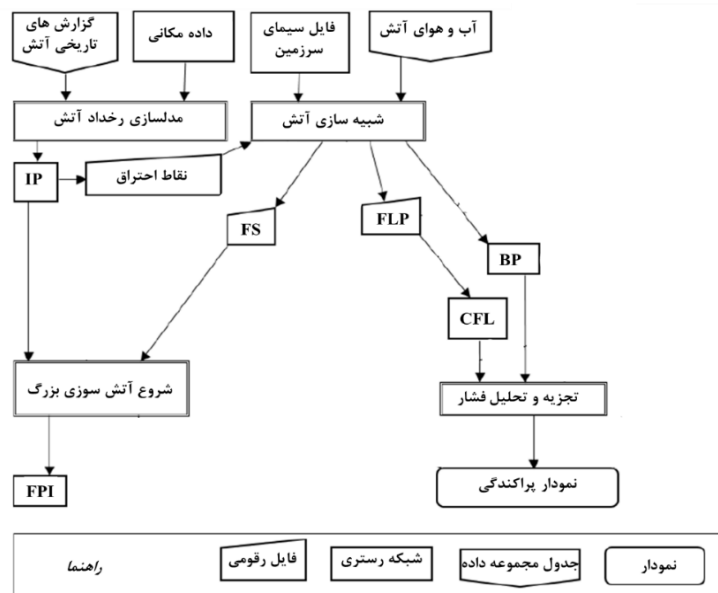 گزارش های
تاریخی آتش
داده مکانی
فایل سیمای
سرزمین
آب و هوای آتش
مدلسازی رخداد آتش
شبیه سازی آتش
IP
نقاط احتراق
FS
FLP
BP
CFL
شروع آتش سوزی بزرگ
تجزیه و تحلیل فشار
FPI
نمودار پراکندگی
راهنما
فایل رقومی
شبکه رستری
جدول مجموعه داده
نمودار